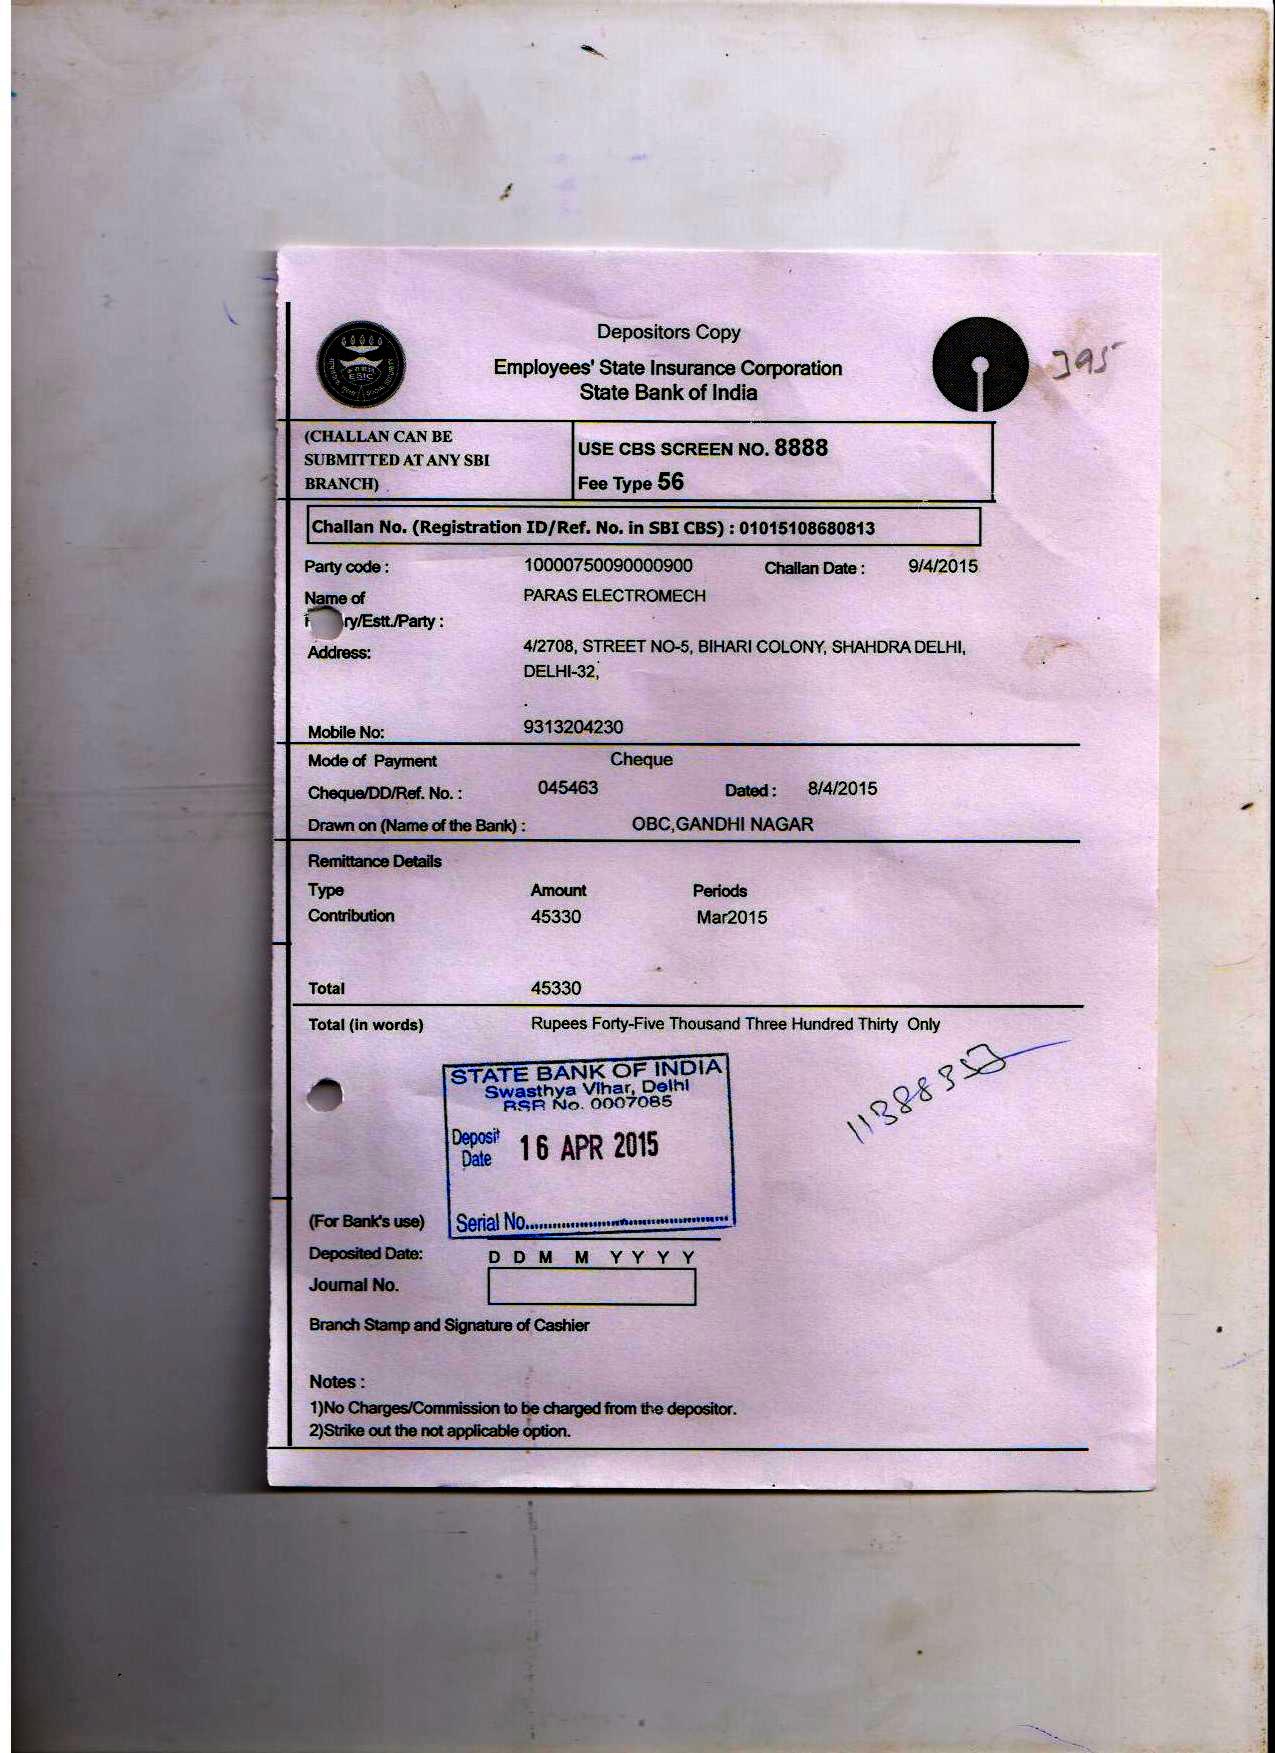 Depositors Copy
Employees' State Insurance Corporation
State Bank of India
ESIC
395
(CHALLAN CAN BE
SUBMITTED AT ANY SBI
BRANCH)
USE CBS SCREEN NO. 8888
Fee Type 56
Challan No. (Registration ID/Ref. No. in SBI CBS) : 01015108680813
Party code : 10000750090000900 Challan Date : 9/4/2015
Name of PARAS ELECTROMECH
ry/Estt./Party :
Address: 4/2708, STREET NO-5, BIHARI COLONY, SHAHDRA DELHI,
DELHI-32,
.
Mobile No: 9313204230
Mode of Payment Cheque
Cheque/DD/Ref. No. : 045463 Dated : 8/4/2015
Drawn on (Name of the Bank) : OBC,GANDHI NAGAR
Remittance Details
Type Amount Periods
Contribution 45330 Mar2015
Total 45330
Total (in words) Rupees Forty-Five Thousand Three Hundred Thirty Only
STATE BANK OF INDIA
Swasthya Vihar, Delhi
RSR No. 0007085
Deposit
Date 16 APR 2015
Serial No..........
(For Bank's use)
Deposited Date: D D M M Y Y Y Y
Journal No.
Branch Stamp and Signature of Cashier
Notes :
1)No Charges/Commission to be charged from the depositor.
2)Strike out the not applicable option.